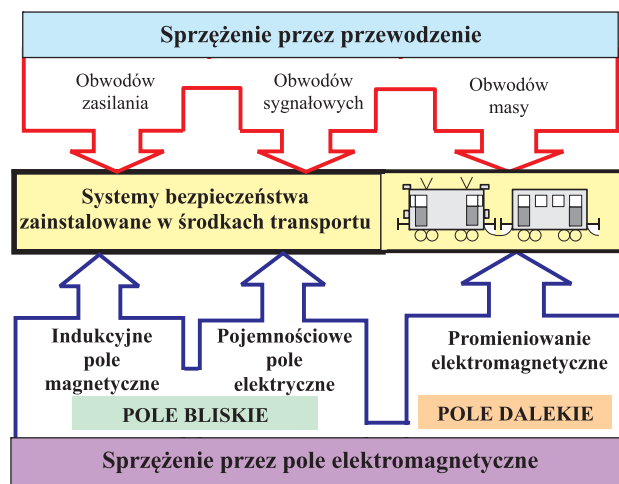 Sprzężenie przez przewodzenie
Obwodów
zasilania
Obwodów
sygnałowych
Obwodów
masy
Systemy bezpieczeństwa
zainstalowane w środkach transportu
Indukcyjne
pole
magnetyczne
Pojemnościowe
pole
elektryczne
Promieniowanie
elektromagnetyczne
POLE BLISKIE
POLE DALEKIE
Sprzężenie przez pole elektromagnetyczne